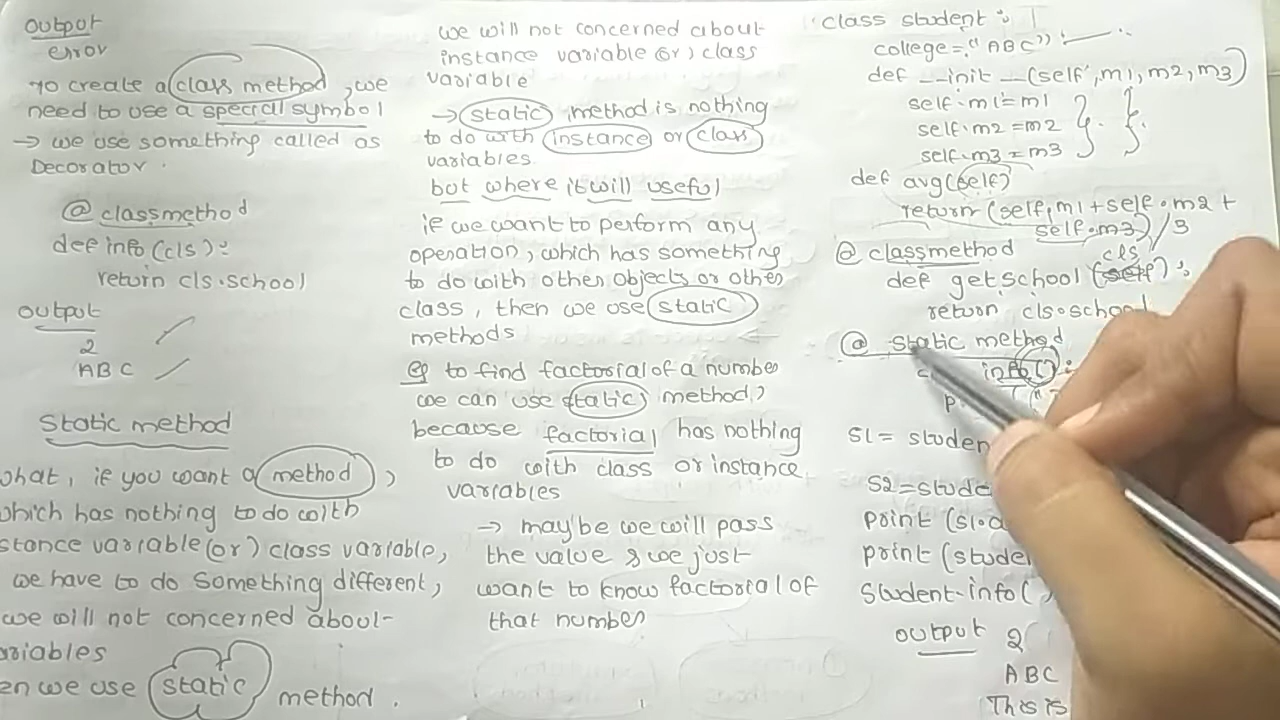 output
error
To create a class method, we
need to use a special symbol
→ we use something called as
Decorator.
@classmethod
def info(cls):
return cls.school
output
2
ABC
Static method
what, if you want a method,
which has nothing to do with
stance variable (or) class variable,
we have to do something different,
we will not concerned about-
riables
en we use static method.
we will not concerned about
instance variable (or) class
variable
→ static method is nothing
to do with instance or class
variables
but where it will useful
if we want to perform any
operation, which has something
to do with other objects or other
class, then we use static
methods
eg to find factorial of a number
we can use static method,
because factorial has nothing
to do with class or instance
variables
→ maybe we will pass
the value & we just
want to know factorial of
that number
class student:
college="ABC"
def __init__(self,m1,m2,m3)
self.m1=m1
self.m2=m2
self.m3=m3
def avg(self)
return (self.m1+self.m2+
self.m3)/3
@classmethod
cls
def getschool (self):
return cls.school
@ static method
info():
s1= studen
s2=stude
print (s1.a
print (stude
student.info(
output 2
ABC
This is